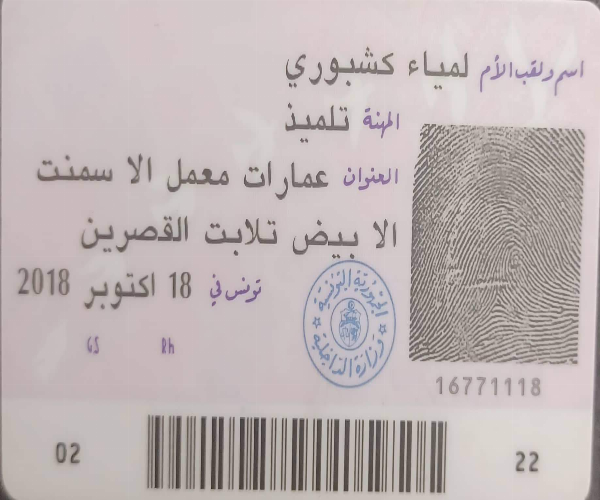 اسم ولقب الأم لمياء كشبوري
المهنة تلميذ
العنوان عمارات معمل الا سمنت
الا بيض تلابت القصرين
تونس في 18 اكتوبر 2018
GS Rh
الجمهورية التونسية
وزارة الداخلية
16771118
02 22